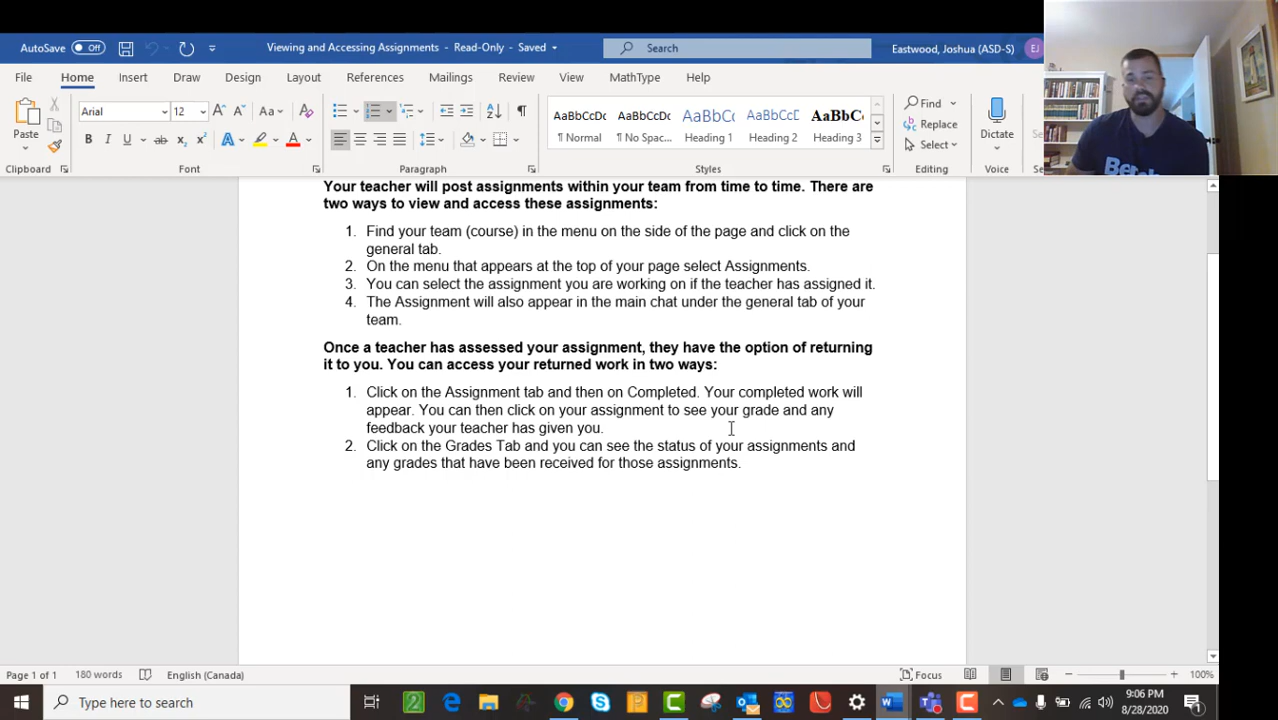 AutoSave Off
Viewing and Accessing Assignments - Read-Only - Saved
Search
Eastwood, Joshua (ASD-S) EJ
File Home Insert Draw Design Layout References Mailings Review View MathType Help
Paste
Clipboard
Arial 12
Font
Paragraph
AaBbCcDc AaBbCcDc AaBbCc AaBbCcD AaBbC
¶ Normal ¶ No Spac... Heading 1 Heading 2 Heading 3
Styles
Find
Replace
Select
Editing
Dictate
Voice
Your teacher will post assignments within your team from time to time. There are
two ways to view and access these assignments:
1. Find your team (course) in the menu on the side of the page and click on the
general tab.
2. On the menu that appears at the top of your page select Assignments.
3. You can select the assignment you are working on if the teacher has assigned it.
4. The Assignment will also appear in the main chat under the general tab of your
team.
Once a teacher has assessed your assignment, they have the option of returning
it to you. You can access your returned work in two ways:
1. Click on the Assignment tab and then on Completed. Your completed work will
appear. You can then click on your assignment to see your grade and any
feedback your teacher has given you.
2. Click on the Grades Tab and you can see the status of your assignments and
any grades that have been received for those assignments.
Page 1 of 1 180 words English (Canada)
Focus
100%
Type here to search
9:06 PM
8/28/2020